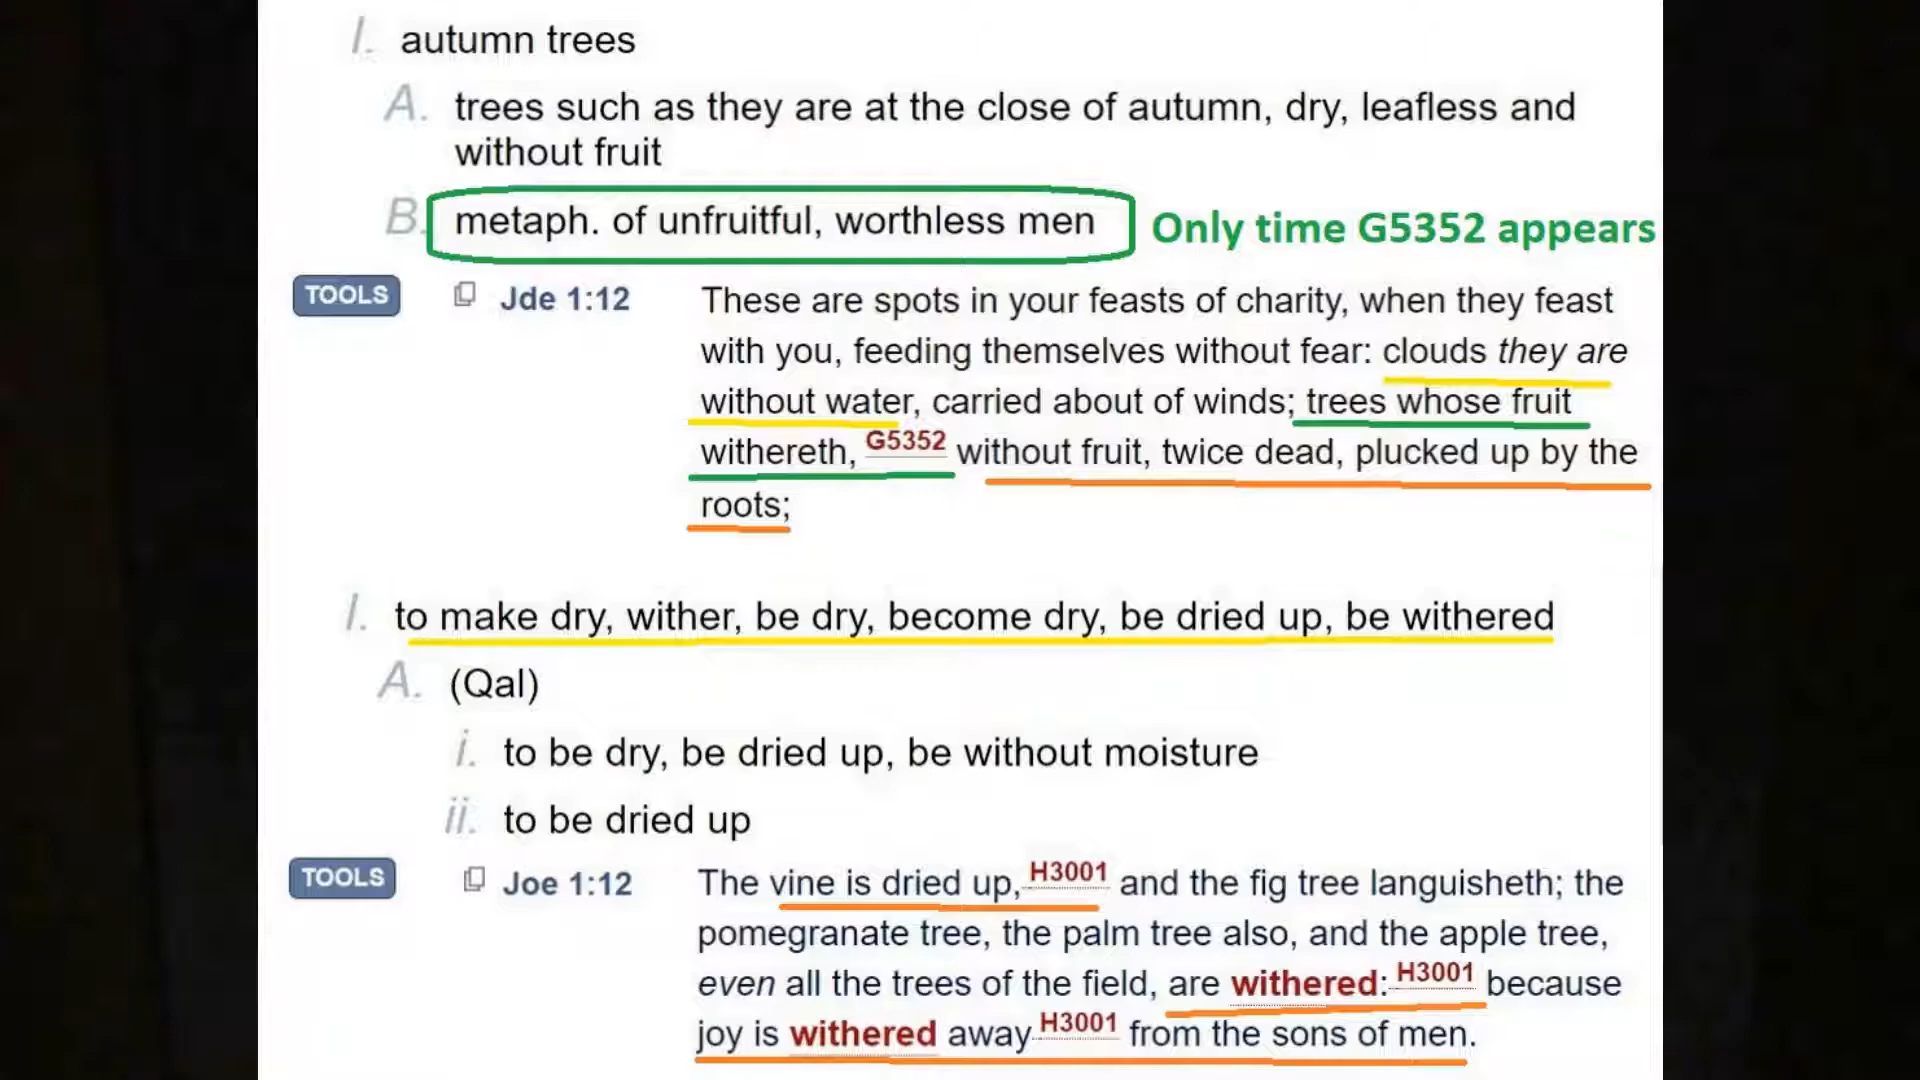 I. autumn trees
A. trees such as they are at the close of autumn, dry, leafless and
without fruit
B. metaph. of unfruitful, worthless men Only time G5352 appears
TOOLS Jde 1:12 These are spots in your feasts of charity, when they feast
with you, feeding themselves without fear: clouds they are
without water, carried about of winds; trees whose fruit
withereth, G5352 without fruit, twice dead, plucked up by the
roots;
I. to make dry, wither, be dry, become dry, be dried up, be withered
A. (Qal)
i. to be dry, be dried up, be without moisture
ii. to be dried up
TOOLS Joe 1:12 The vine is dried up, H3001 and the fig tree languisheth; the
pomegranate tree, the palm tree also, and the apple tree,
even all the trees of the field, are withered: H3001 because
joy is withered away H3001 from the sons of men.